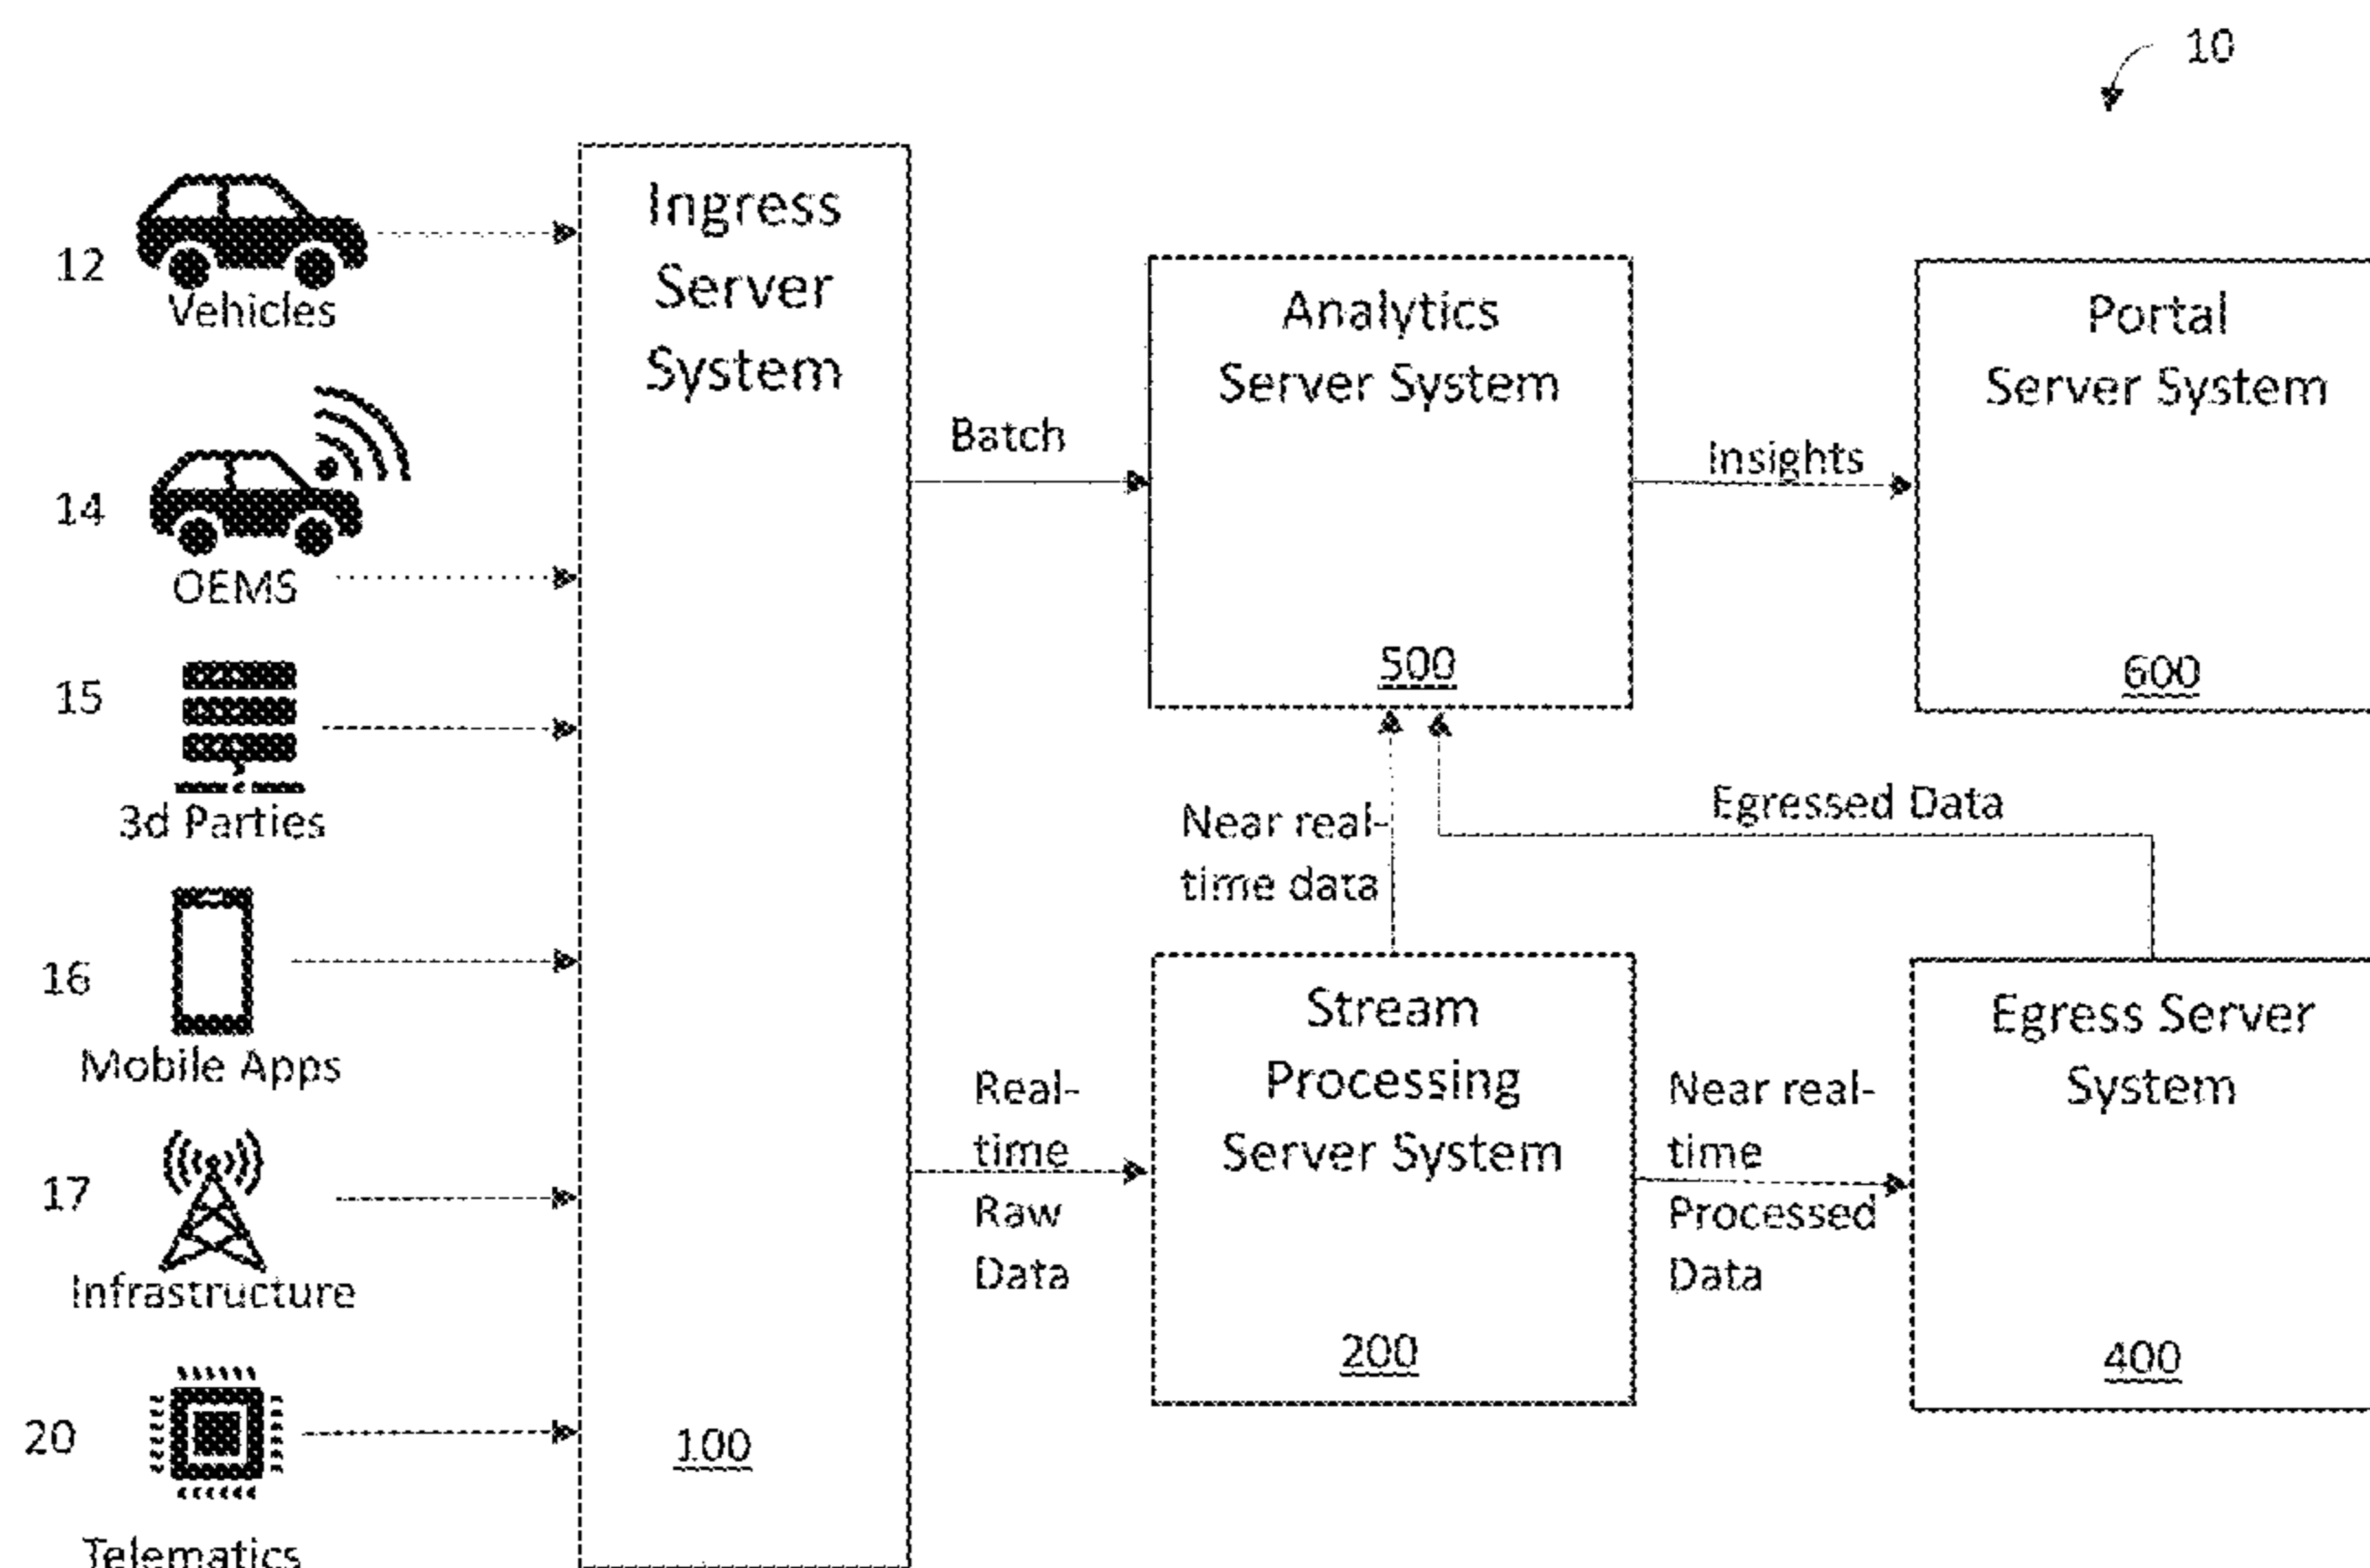 10
12
Vehicles
14
OEMS
15
3d Parties
16
Mobile Apps
17
Infrastructure
20
Telematics
Ingress
Server
System
100
Batch
Real-
time
Raw
Data
Analytics
Server System
500
Near real-
time data
Stream
Processing
Server System
200
Insights
Egressed Data
Near real-
time
Processed
Data
Portal
Server System
600
Egress Server
System
400